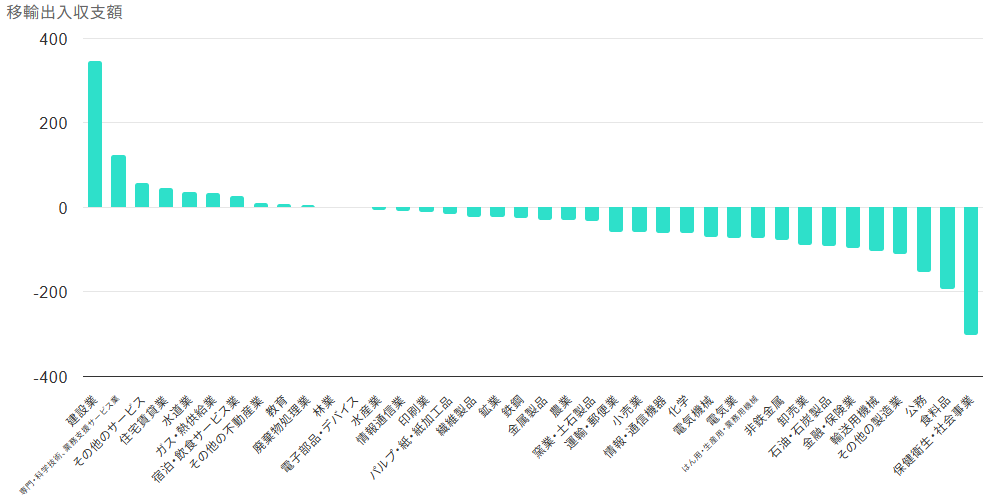 移輸出入収支額
400
200
0
-200
-400
建設業
専門・科学技術、業務支援サービス業
その他のサービス
住宅賃貸業
水道業
ガス・熱供給業
宿泊・飲食サービス業
その他の不動産業
教育
廃棄物処理業
林業
電子部品・デバイス
水産業
情報通信業
印刷業
パルプ・紙・紙加工品
繊維製品
鉱業
鉄鋼
金属製品
農業
窯業・土石製品
運輸・郵便業
小売業
情報・通信機器
化学
電気機械
電気業
はん用・生産用・業務用機械
非鉄金属
卸売業
石油・石炭製品
金融・保険業
輸送用機械
その他の製造業
公務
食料品
保健衛生・社会事業